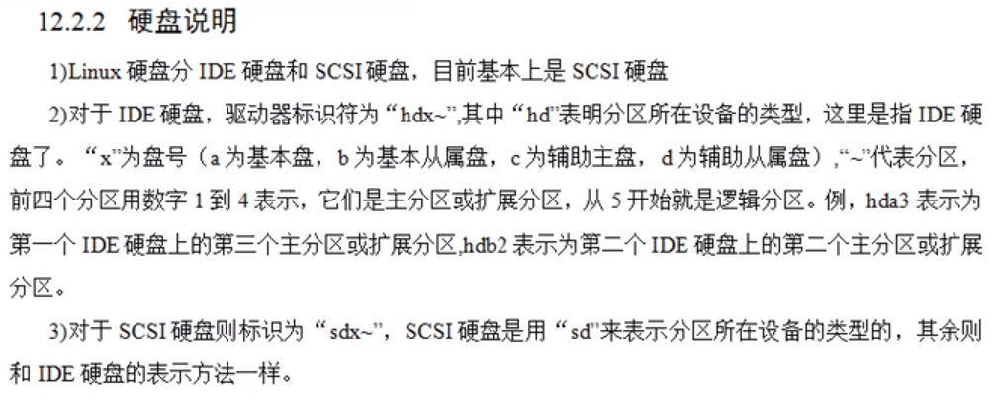 12.2.2 硬盘说明
1)Linux 硬盘分 IDE 硬盘和 SCSI 硬盘，目前基本上是 SCSI 硬盘
2)对于 IDE 硬盘，驱动器标识符为“hdx~”,其中“hd”表明分区所在设备的类型，这里是指 IDE 硬
盘了。“x”为盘号（a 为基本盘，b 为基本从属盘，c 为辅助主盘，d 为辅助从属盘）,“~”代表分区，
前四个分区用数字 1 到 4 表示，它们是主分区或扩展分区，从 5 开始就是逻辑分区。例，hda3 表示为
第一个 IDE 硬盘上的第三个主分区或扩展分区,hdb2 表示为第二个 IDE 硬盘上的第二个主分区或扩展
分区。
3)对于 SCSI 硬盘则标识为“sdx~”，SCSI 硬盘是用“sd”来表示分区所在设备的类型的，其余则
和 IDE 硬盘的表示方法一样。